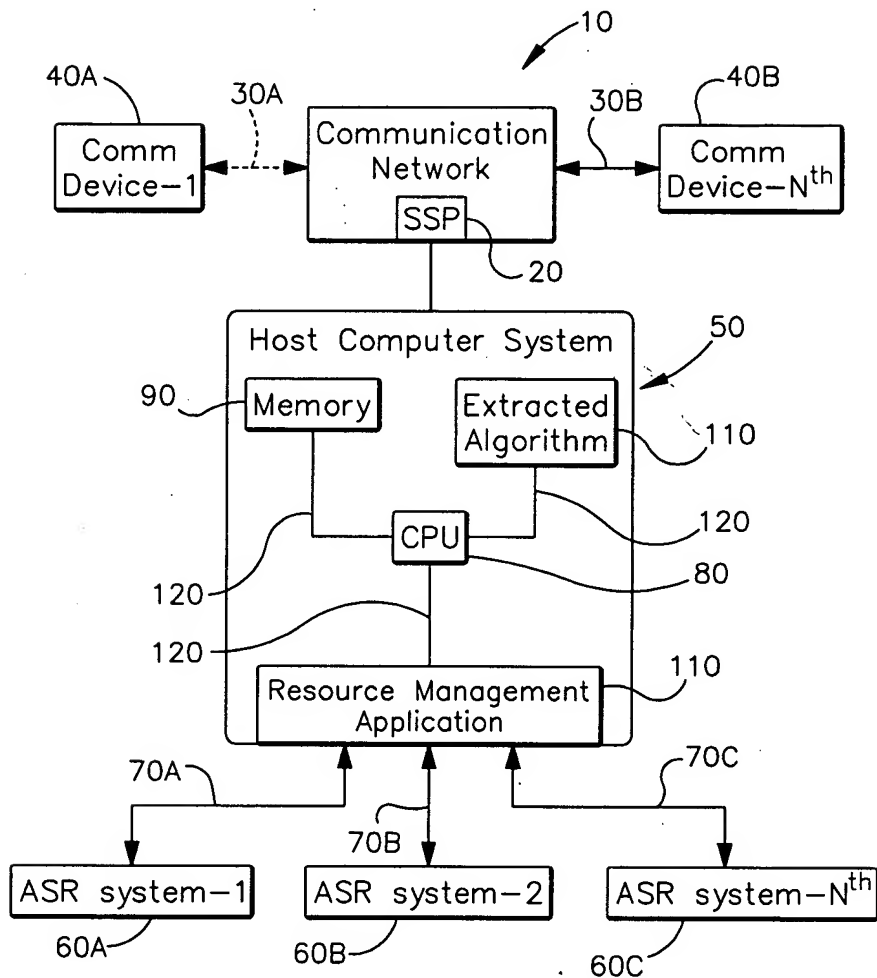 10
40A
30A
30B
40B
Comm
Device-1
Communication
Network
SSP
Comm
Device-Nth
20
Host Computer System
50
90
Memory
Extracted
Algorithm
110
120
CPU
120
80
120
Resource Management
Application
110
70A
70B
70C
ASR system-1
ASR system-2
ASR system-Nth
60A
60B
60C